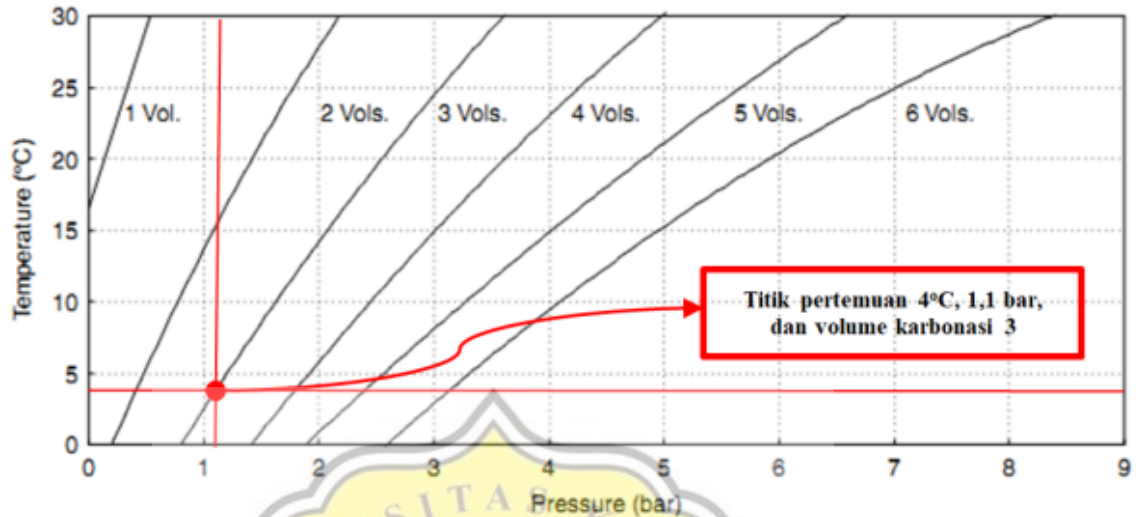 30
25
20
15
10
5
0
Temperature (°C)
1 Vol.
2 Vols.
3 Vols.
4 Vols.
5 Vols.
6 Vols.
Titik pertemuan 4°C, 1,1 bar,
dan volume karbonasi 3
0 1 2 3 4 5 6 7 8 9
Pressure (bar)
S I T A S